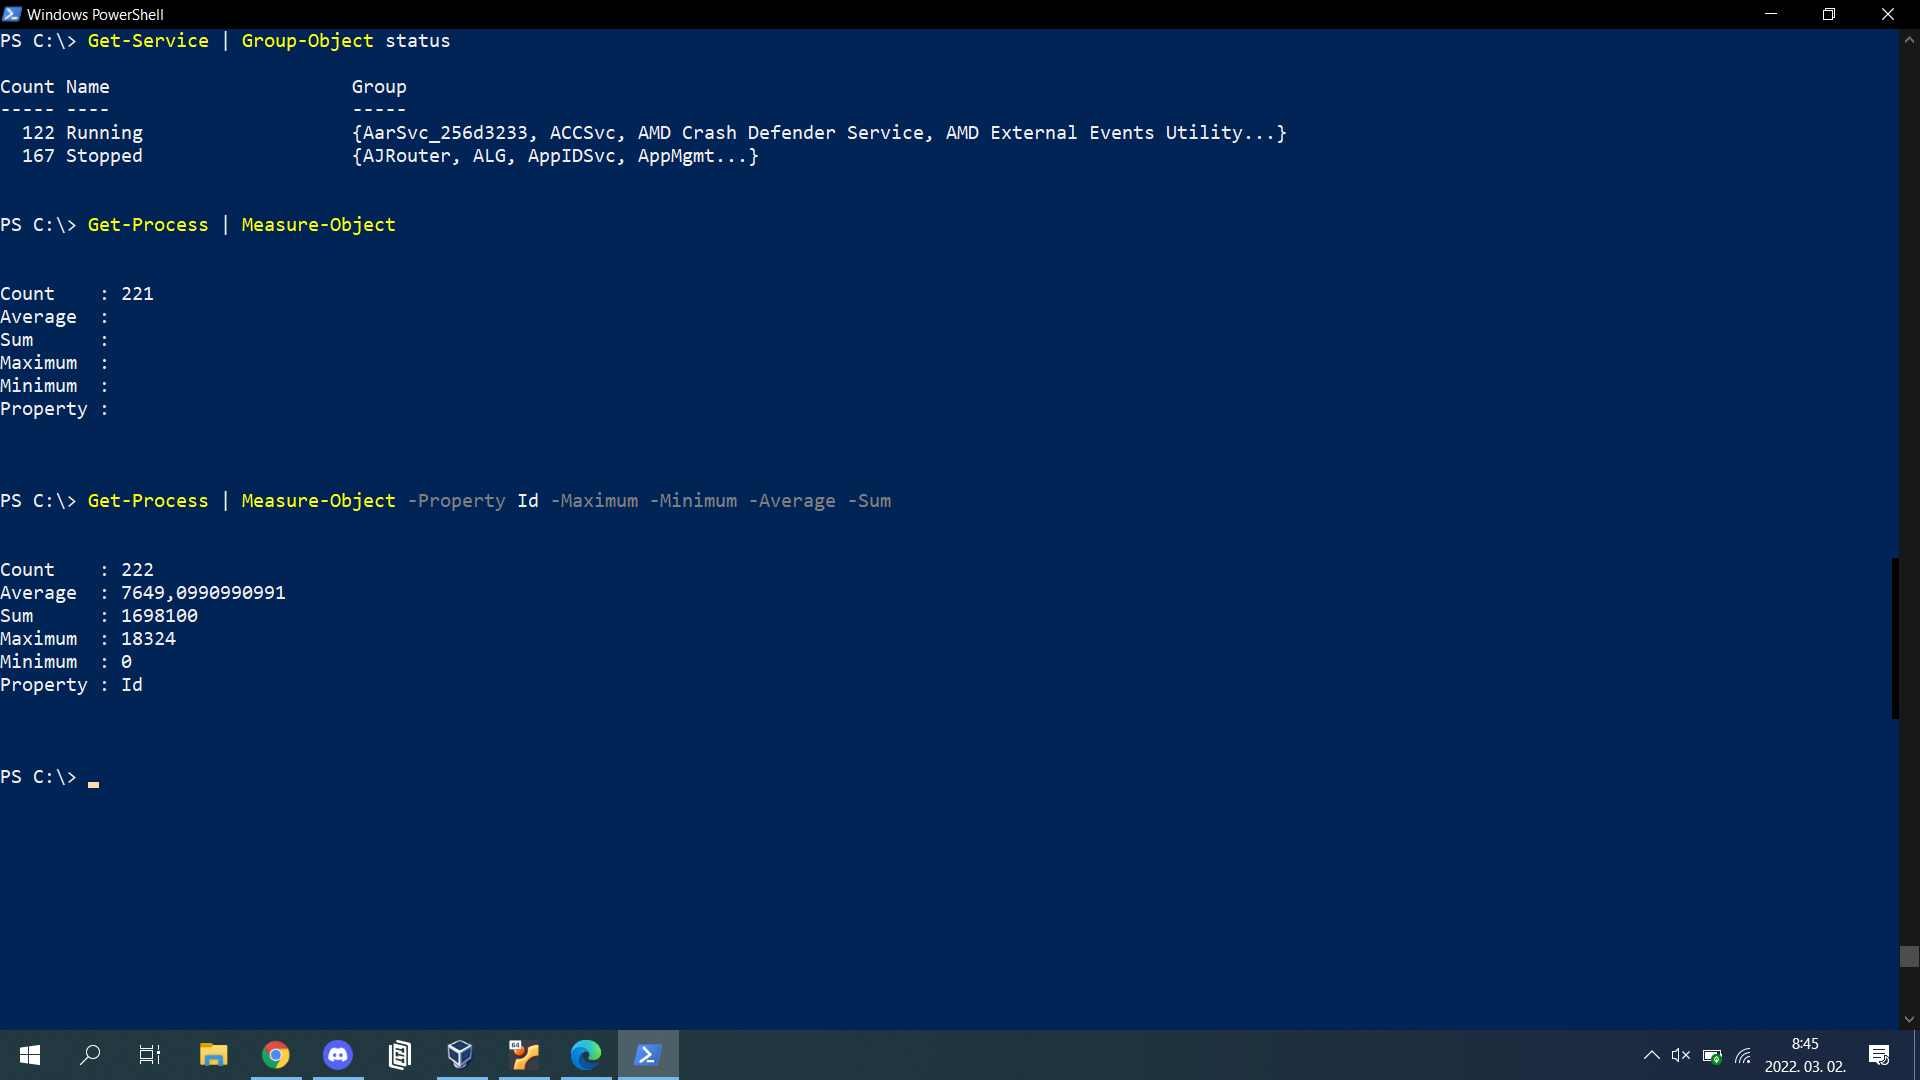 Windows PowerShell
PS C:\> Get-Service | Group-Object status
Count Name                      Group
----- ----                      -----
  122 Running                   {AarSvc_256d3233, ACCSvc, AMD Crash Defender Service, AMD External Events Utility...}
  167 Stopped                   {AJRouter, ALG, AppIDSvc, AppMgmt...}
PS C:\> Get-Process | Measure-Object
Count    : 221
Average  :
Sum      :
Maximum  :
Minimum  :
Property :
PS C:\> Get-Process | Measure-Object -Property Id -Maximum -Minimum -Average -Sum
Count    : 222
Average  : 7649,0990990991
Sum      : 1698100
Maximum  : 18324
Minimum  : 0
Property : Id
PS C:\>
64
8:45
2022. 03. 02.